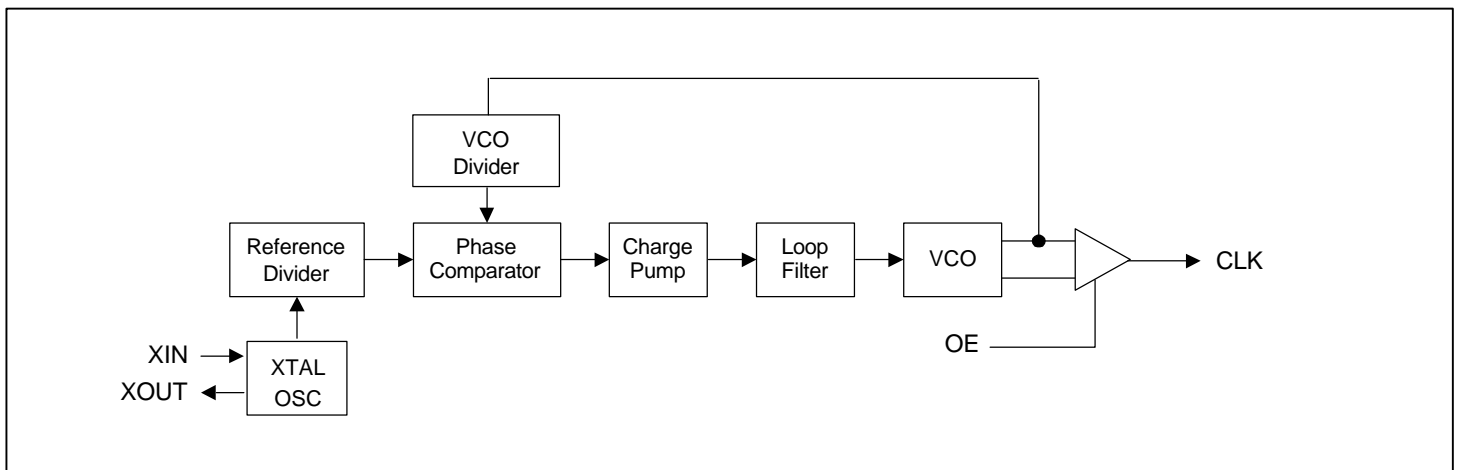 VCO
Divider
Reference
Divider
Phase
Comparator
Charge
Pump
Loop
Filter
VCO
CLK
OE
XIN
XOUT
XTAL
OSC